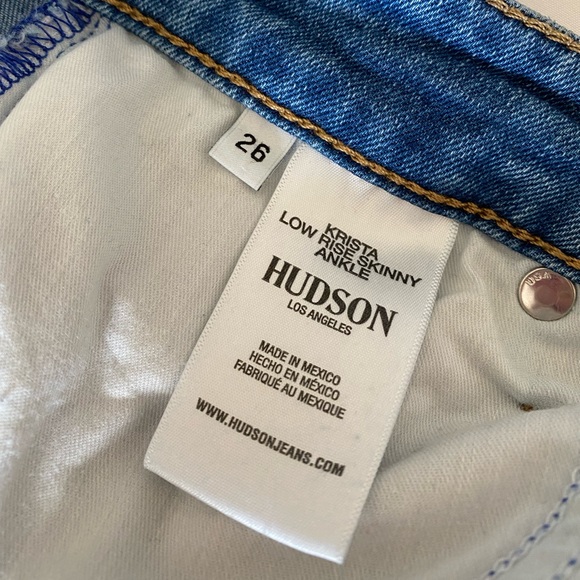 26
KRISTA
LOW RISE SKINNY
ANKLE
HUDSON
LOS ANGELES
MADE IN MEXICO
HECHO EN MÉXICO
FABRIQUÉ AU MEXIQUE
WWW.HUDSONJEANS.COM
USA